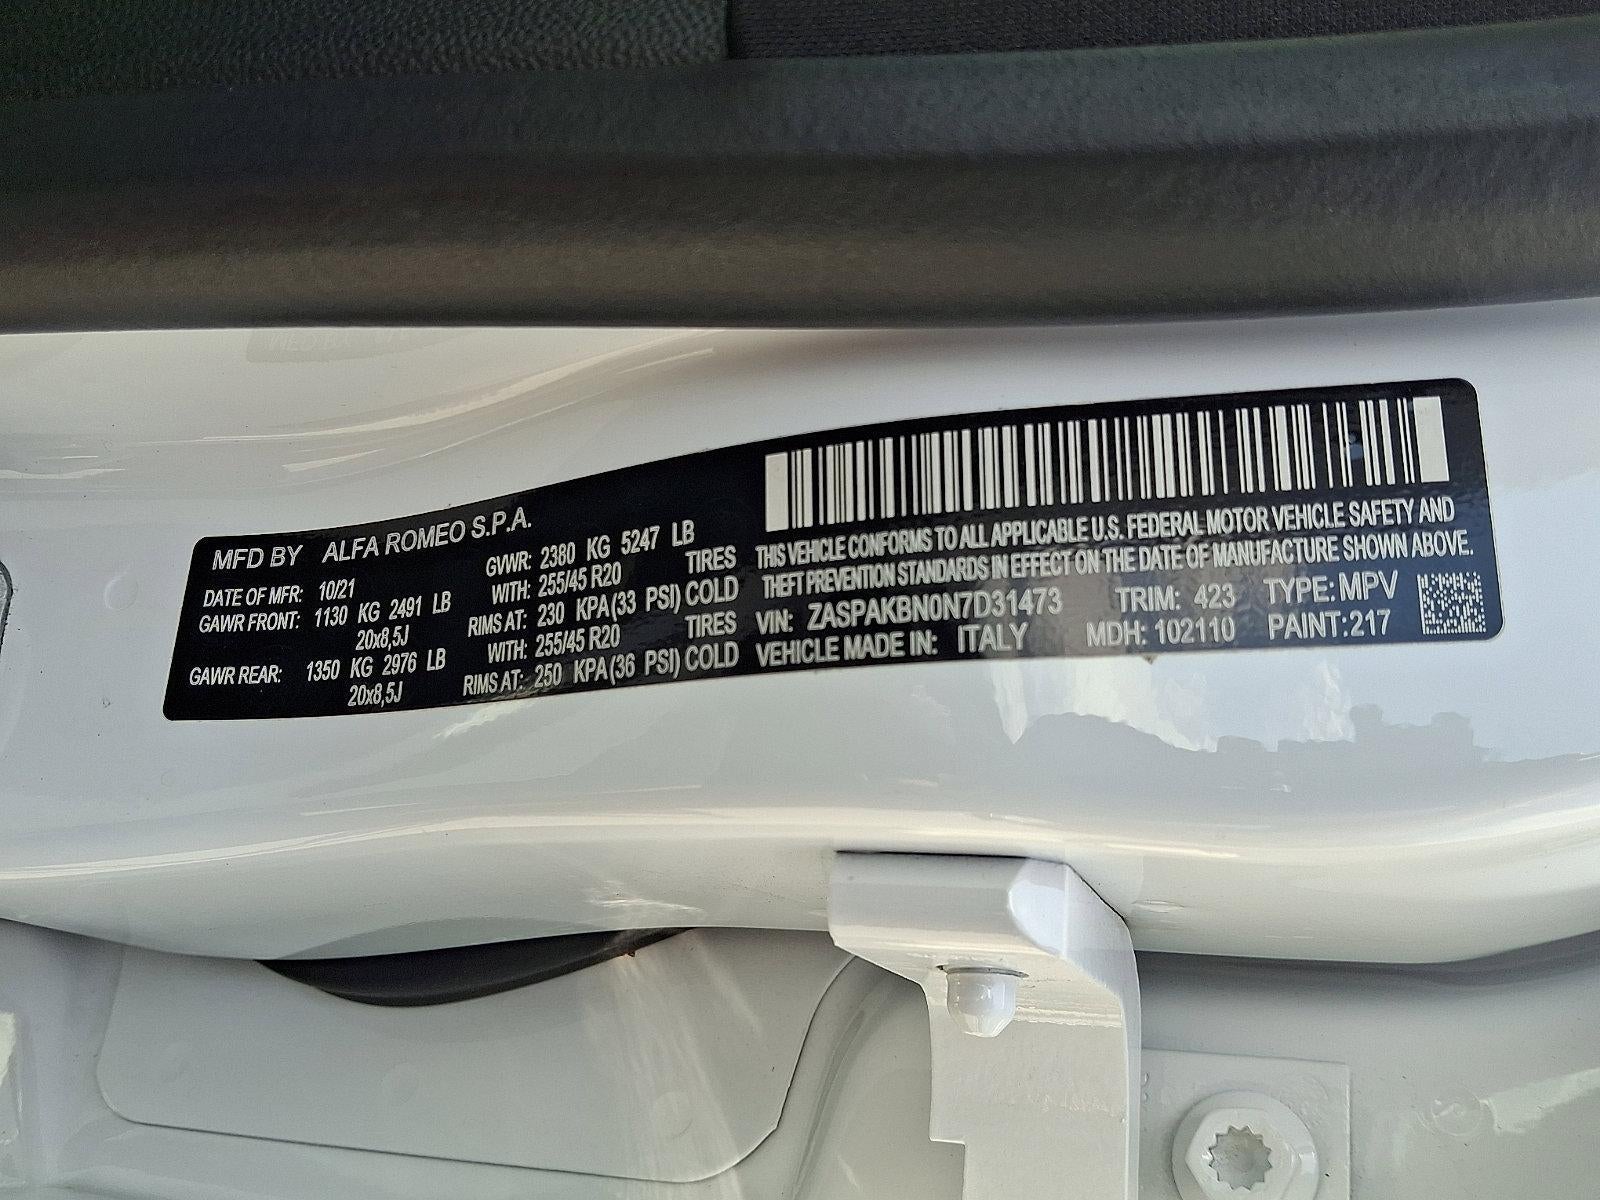 MFD BY ALFA ROMEO S.P.A.
DATE OF MFR: 10/21 GVWR: 2380 KG 5247 LB
GAWR FRONT: 1130 KG 2491 LB WITH: 255/45 R20 TIRES
20x8,5J RIMS AT: 230 KPA(33 PSI) COLD
GAWR REAR: 1350 KG 2976 LB WITH: 255/45 R20 TIRES
20x8,5J RIMS AT: 250 KPA(36 PSI) COLD
THIS VEHICLE CONFORMS TO ALL APPLICABLE U.S. FEDERAL MOTOR VEHICLE SAFETY AND
THEFT PREVENTION STANDARDS IN EFFECT ON THE DATE OF MANUFACTURE SHOWN ABOVE.
VIN: ZASPAKBN0N7D31473 TRIM: 423 TYPE: MPV
VEHICLE MADE IN: ITALY MDH: 102110 PAINT:217